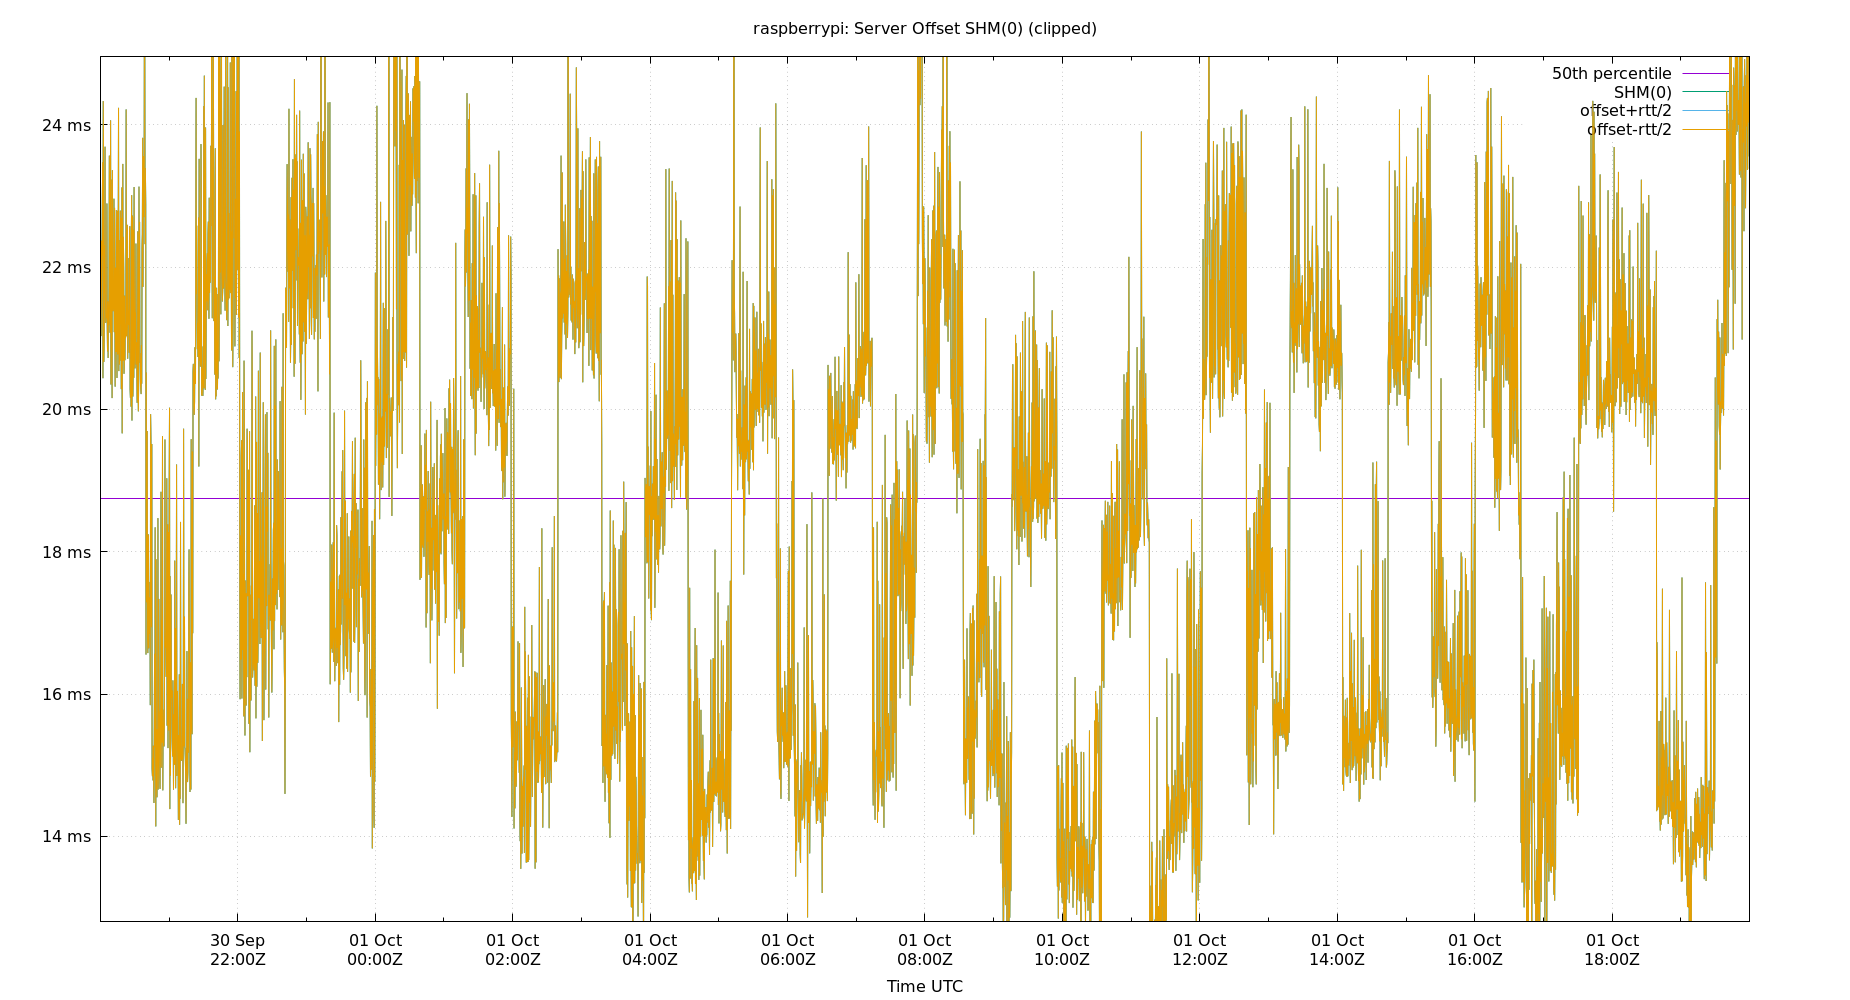 raspberrypi: Server Offset SHM(0) (clipped)
50th percentile
SHM(0)
offset+rtt/2
offset-rtt/2
24 ms
22 ms
20 ms
18 ms
16 ms
14 ms
30 Sep 01 Oct 01 Oct 01 Oct 01 Oct 01 Oct 01 Oct 01 Oct 01 Oct 01 Oct 01 Oct
22:00Z 00:00Z 02:00Z 04:00Z 06:00Z 08:00Z 10:00Z 12:00Z 14:00Z 16:00Z 18:00Z
Time UTC